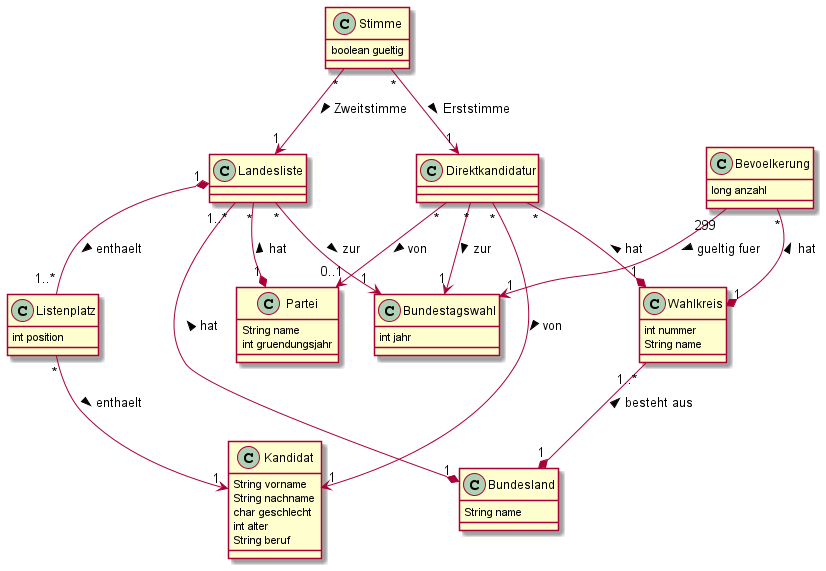 C Stimme
boolean gueltig
* *
Zweitstimme Erststimme
1 1
C Landesliste
C Direktkandidatur
C Bevoelkerung
long anzahl
1 1..* * * * * * * 299 *
enthaelt hat zur von zur hat gueltig fuer hat
1..* 1 0..1 1 1 1 1 1
C Listenplatz
int position
C Partei
String name
int gruendungsjahr
C Bundestagswahl
int jahr
C Wahlkreis
int nummer
String name
hat von
* 1..*
enthaelt besteht aus
1 1 1 1
C Kandidat
String vorname
String nachname
char geschlecht
int alter
String beruf
C Bundesland
String name